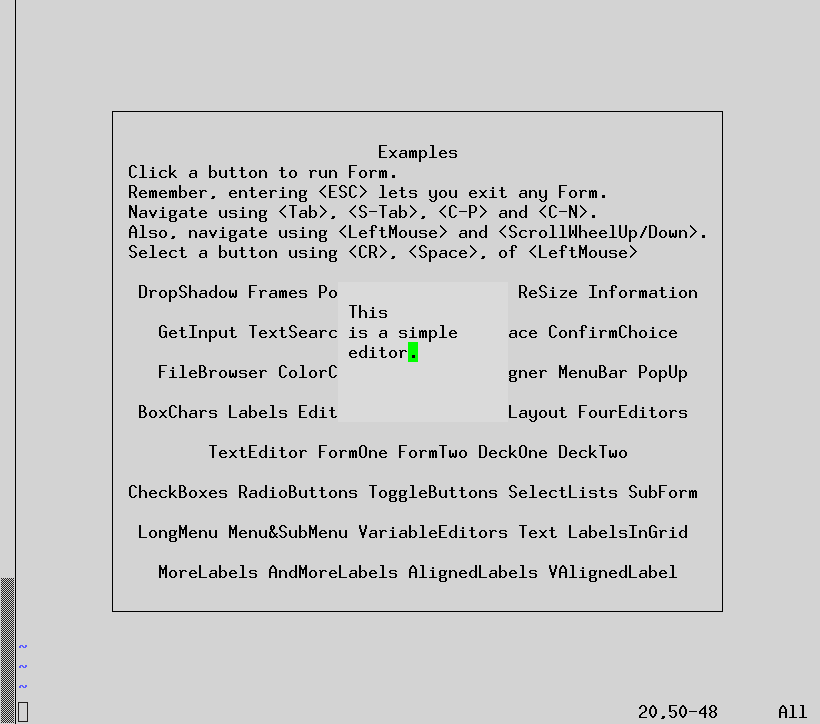 Examples
Click a button to run Form.
Remember, entering <ESC> lets you exit any Form.
Navigate using <Tab>, <S-Tab>, <C-P> and <C-N>.
Also, navigate using <LeftMouse> and <ScrollWheelUp/Down>.
Select a button using <CR>, <Space>, of <LeftMouse>
DropShadow Frames Po ReSize Information
This
GetInput TextSearc is a simple ace ConfirmChoice
editor.
FileBrowser ColorC gner MenuBar PopUp
BoxChars Labels Edit Layout FourEditors
TextEditor FormOne FormTwo DeckOne DeckTwo
CheckBoxes RadioButtons ToggleButtons SelectLists SubForm
LongMenu Menu&SubMenu VariableEditors Text LabelsInGrid
MoreLabels AndMoreLabels AlignedLabels VAlignedLabel
~
~
~
20,50-48 All